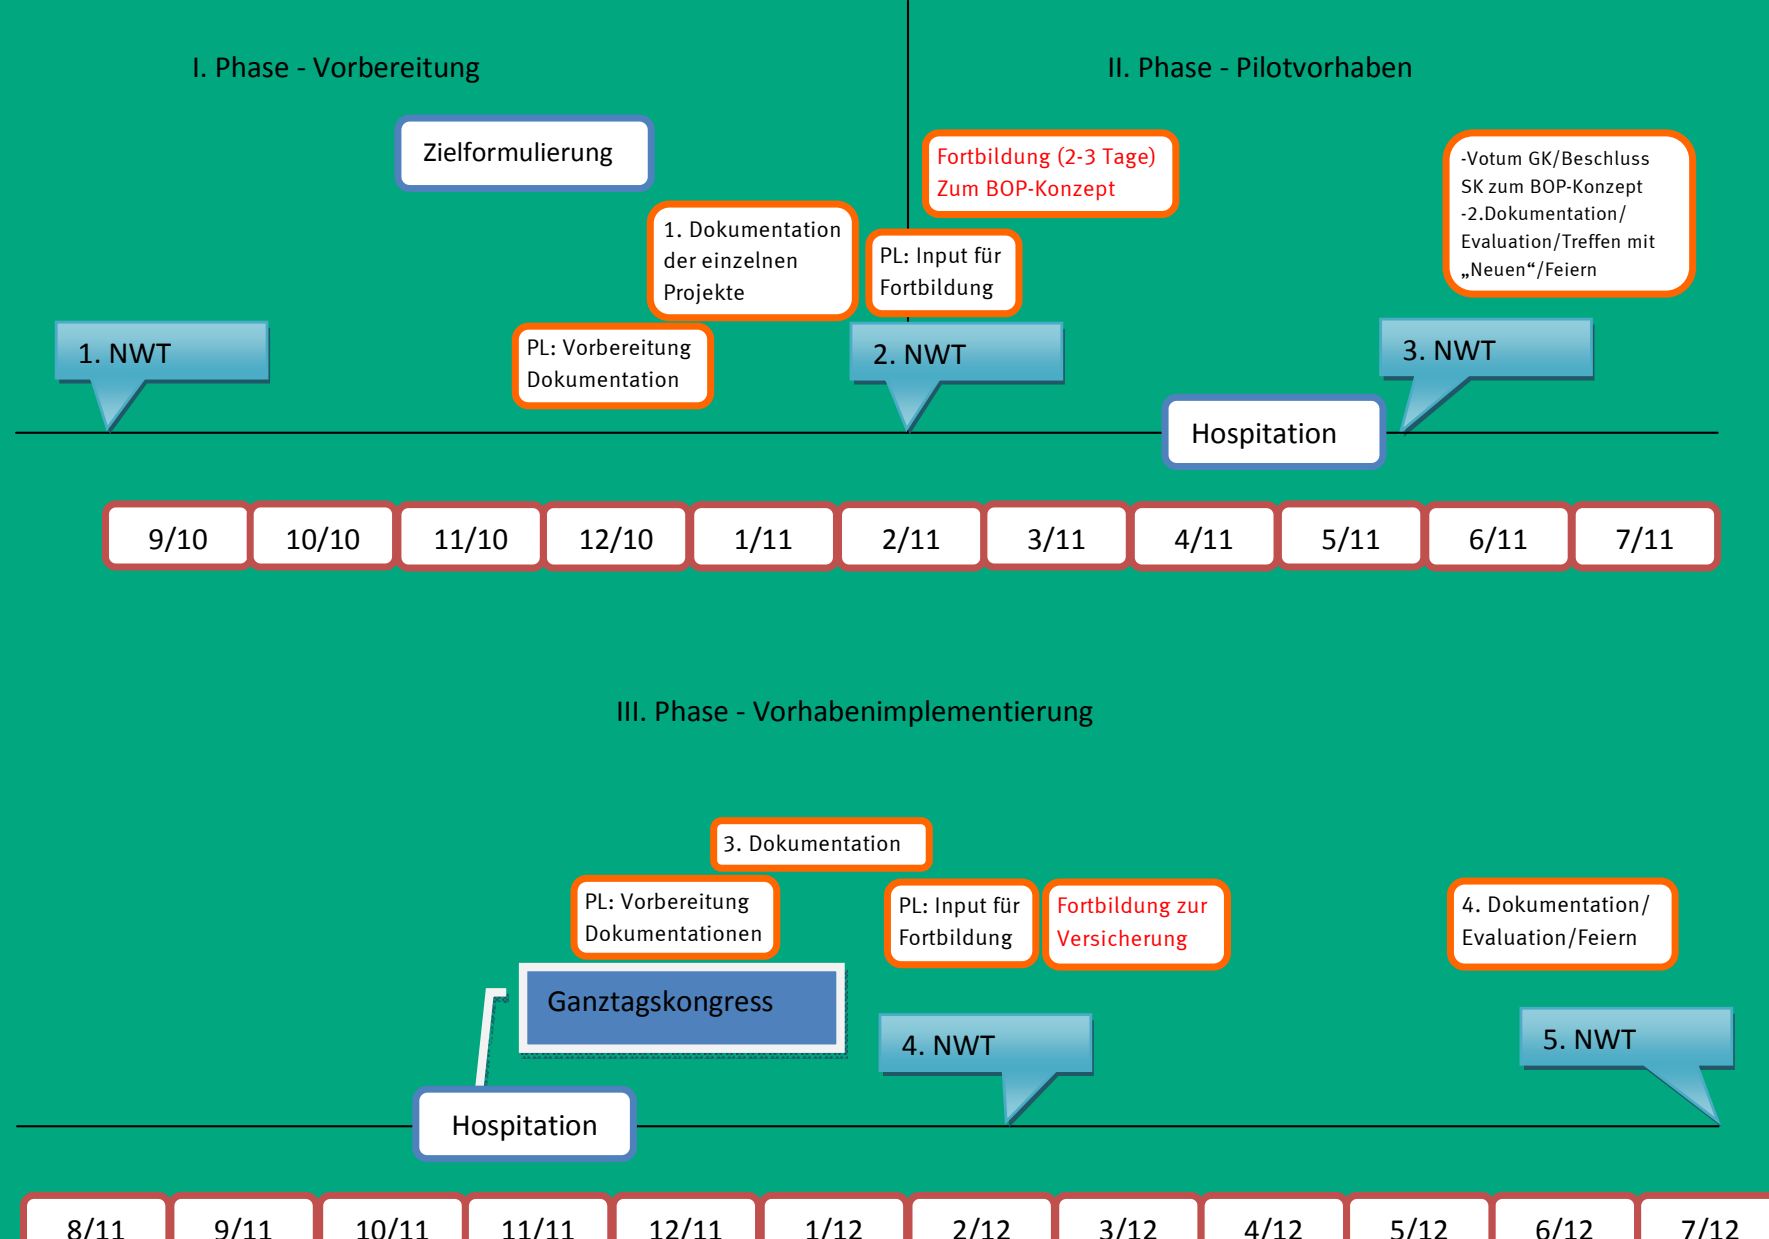 I. Phase - Vorbereitung
II. Phase - Pilotvorhaben
Zielformulierung
Fortbildung (2-3 Tage)
Zum BOP-Konzept
-Votum GK/Beschluss
SK zum BOP-Konzept
-2.Dokumentation/
Evaluation/Treffen mit
„Neuen“/Feiern
1. Dokumentation
der einzelnen
Projekte
PL: Input für
Fortbildung
PL: Vorbereitung
Dokumentation
1. NWT
2. NWT
3. NWT
Hospitation
9/10
10/10
11/10
12/10
1/11
2/11
3/11
4/11
5/11
6/11
7/11
III. Phase - Vorhabenimplementierung
3. Dokumentation
PL: Vorbereitung
Dokumentationen
PL: Input für
Fortbildung
Fortbildung zur
Versicherung
4. Dokumentation/
Evaluation/Feiern
Ganztagskongress
4. NWT
5. NWT
Hospitation
8/11
9/11
10/11
11/11
12/11
1/12
2/12
3/12
4/12
5/12
6/12
7/12